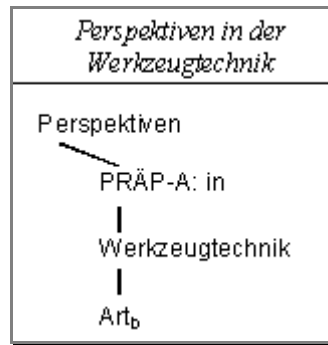 Perspektiven in der
Werkzeugtechnik
Perspektiven
PRÄP-A: in
Werkzeugtechnik
Art_b